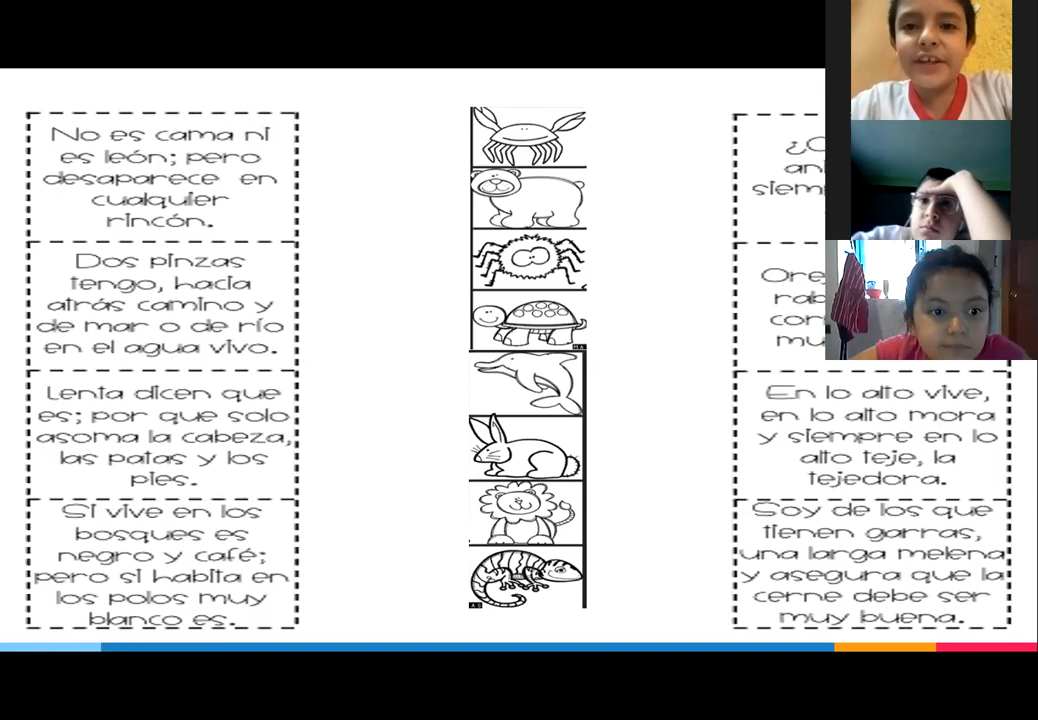 No es cama ni
es león; pero
desaparece en
cualquier
rincón.
Dos pinzas
tengo, hacia
atrás camino y
de mar o de río
en el agua vivo.
Lenta dicen que
es; por que solo
asoma la cabeza,
las patas y los
pies.
Si vive en los
bosques es
negro y café;
pero si habita en
los polos muy
blanco es.
En lo alto vive,
en lo alto mora
y siempre en lo
alto teje, la
tejedora.
Soy de los que
tienen garras,
una larga melena
y asegura que la
cerne debe ser
muy buena.